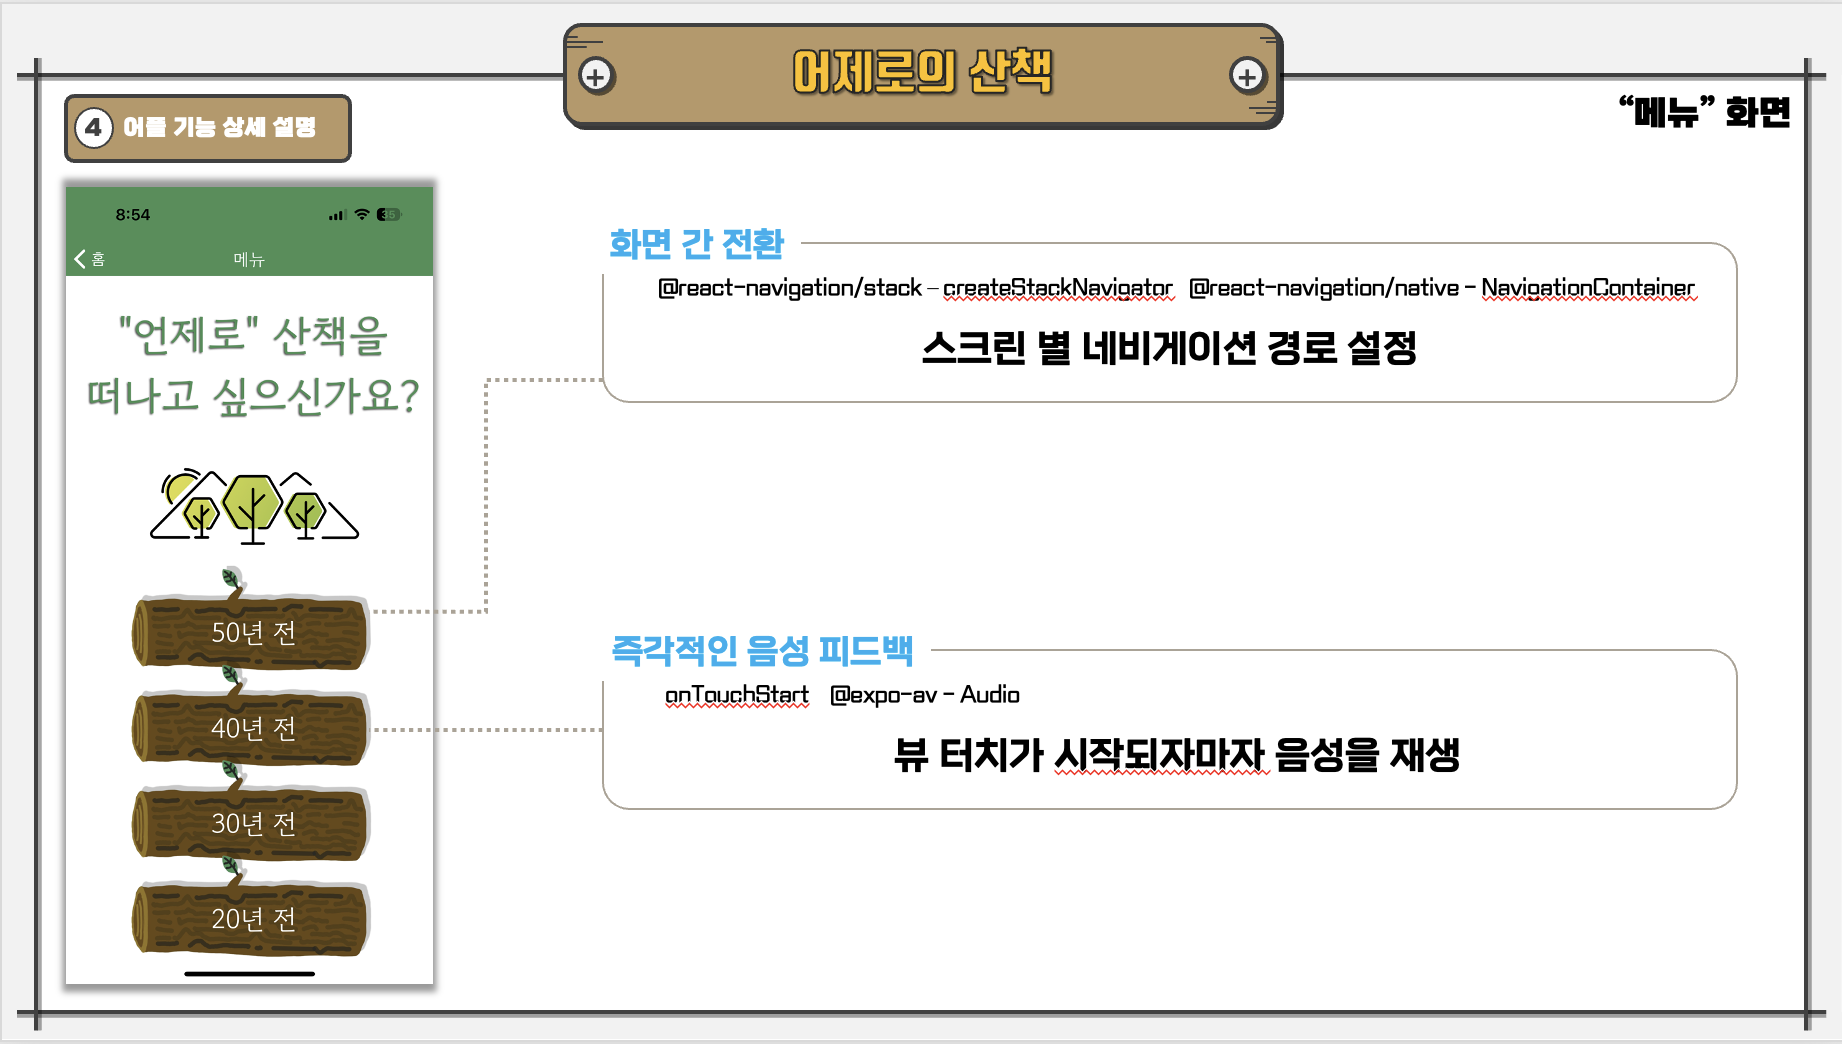 어제로의 산책
4 어플 기능 상세 설명
“메뉴” 화면
8:54
35
홈
메뉴
"언제로" 산책을
떠나고 싶으신가요?
50년 전
40년 전
30년 전
20년 전
화면 간 전환
@react-navigation/stack – createStackNavigator @react-navigation/native - NavigationContainer
스크린 별 네비게이션 경로 설정
즉각적인 음성 피드백
onTouchStart @expo-av - Audio
뷰 터치가 시작되자마자 음성을 재생